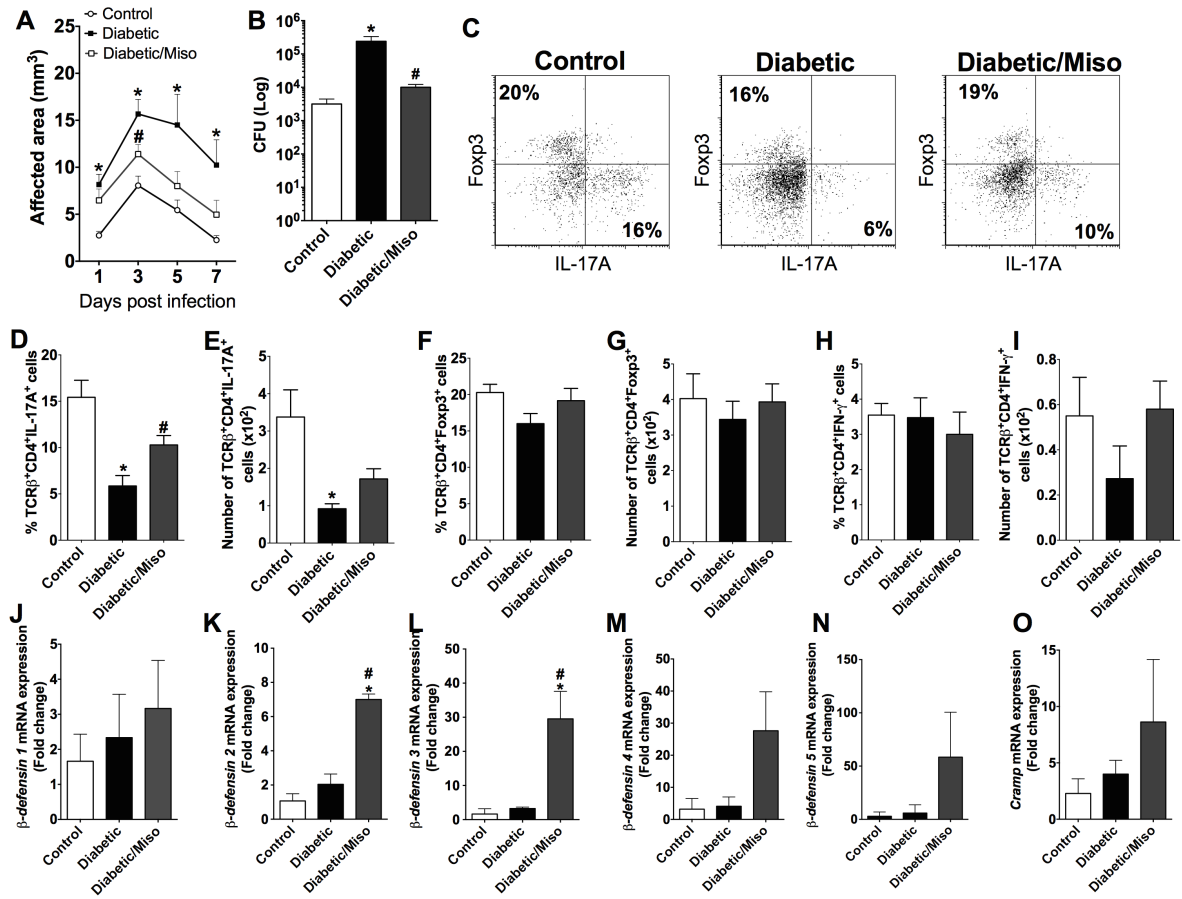 A
Control
Diabetic
Diabetic/Miso
Affected area (mm³)
25
20
15
10
5
0
* * * * #
1 3 5 7
Days post infection
B
CFU (Log)
10⁶
10⁵
10⁴
10³
10²
10¹
10⁰
* #
Control Diabetic Diabetic/Miso
C
Control Diabetic Diabetic/Miso
20% 16% 19%
Foxp3 Foxp3 Foxp3
16% 6% 10%
IL-17A IL-17A IL-17A
D
% TCRβ⁺CD4⁺IL-17A⁺ cells
20
15
10
5
0
* #
Control Diabetic Diabetic/Miso
E
Number of TCRβ⁺CD4⁺IL-17A⁺
cells (x10²)
5
4
3
2
1
0
*
Control Diabetic Diabetic/Miso
F
% TCRβ⁺CD4⁺Foxp3⁺ cells
25
20
15
10
5
0
Control Diabetic Diabetic/Miso
G
Number of TCRβ⁺CD4⁺Foxp3⁺
cells (x10²)
5
4
3
2
1
0
Control Diabetic Diabetic/Miso
H
% TCRβ⁺CD4⁺IFN-γ⁺ cells
5
4
3
2
1
0
Control Diabetic Diabetic/Miso
I
Number of TCRβ⁺CD4⁺IFN-γ⁺
cells (x10²)
0.8
0.6
0.4
0.2
0.0
Control Diabetic Diabetic/Miso
J
β-defensin 1 mRNA expression
(Fold change)
5
4
3
2
1
0
Control Diabetic Diabetic/Miso
K
β-defensin 2 mRNA expression
(Fold change)
10
8
6
4
2
0
#
*
Control Diabetic Diabetic/Miso
L
β-defensin 3 mRNA expression
(Fold change)
50
40
30
20
10
0
#
*
Control Diabetic Diabetic/Miso
M
β-defensin 4 mRNA expression
(Fold change)
50
40
30
20
10
0
Control Diabetic Diabetic/Miso
N
β-defensin 5 mRNA expression
(Fold change)
150
100
50
0
Control Diabetic Diabetic/Miso
O
Cramp mRNA expression
(Fold change)
15
10
5
0
Control Diabetic Diabetic/Miso